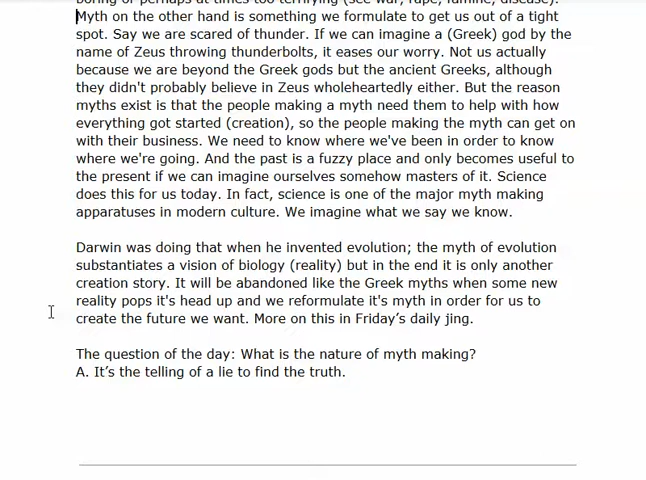 boring or perhaps at times too terrifying (see war, rape, famine, disease).
Myth on the other hand is something we formulate to get us out of a tight
spot. Say we are scared of thunder. If we can imagine a (Greek) god by the
name of Zeus throwing thunderbolts, it eases our worry. Not us actually
because we are beyond the Greek gods but the ancient Greeks, although
they didn't probably believe in Zeus wholeheartedly either. But the reason
myths exist is that the people making a myth need them to help with how
everything got started (creation), so the people making the myth can get on
with their business. We need to know where we've been in order to know
where we're going. And the past is a fuzzy place and only becomes useful to
the present if we can imagine ourselves somehow masters of it. Science
does this for us today. In fact, science is one of the major myth making
apparatuses in modern culture. We imagine what we say we know.
Darwin was doing that when he invented evolution; the myth of evolution
substantiates a vision of biology (reality) but in the end it is only another
creation story. It will be abandoned like the Greek myths when some new
reality pops it's head up and we reformulate it's myth in order for us to
create the future we want. More on this in Friday’s daily jing.
The question of the day: What is the nature of myth making?
A. It’s the telling of a lie to find the truth.